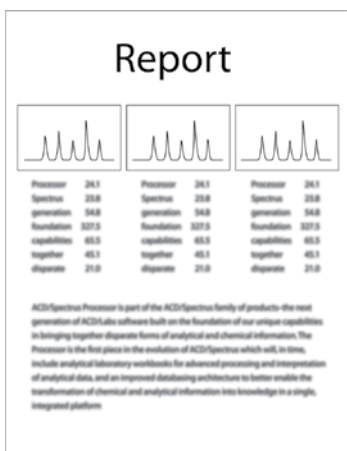 Report
Processor 24.1 Processor 24.1 Processor 24.1
Spectrus 23.8 Spectrus 23.8 Spectrus 23.8
generation 54.8 generation 54.8 generation 54.8
foundation 327.5 foundation 327.5 foundation 327.5
capabilities 65.5 capabilities 65.5 capabilities 65.5
together 45.1 together 45.1 together 45.1
disparate 21.0 disparate 21.0 disparate 21.0
ACD/Spectrus Processor is part of the ACD/Spectrus family of products–the next
generation of ACD/Labs software built on the foundation of our unique capabilities
in bringing together disparate forms of analytical and chemical information. The
Processor is the first piece in the evolution of ACD/Spectrus which will, in time,
include analytical laboratory workbooks for advanced processing and interpretation
of analytical data, and an improved databasing architecture to better enable the
transformation of chemical and analytical information into knowledge in a single,
integrated platform